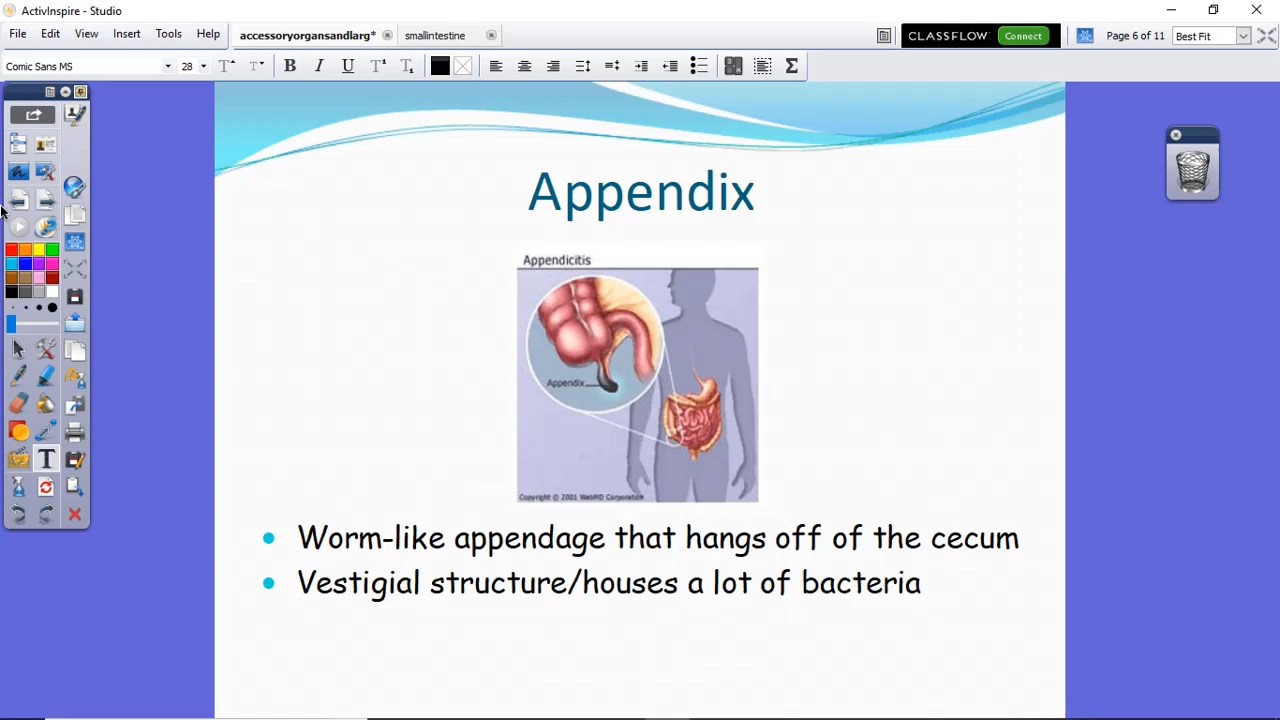 ActivInspire - Studio
File Edit View Insert Tools Help
accessoryorgansandlarg*
smallintestine
CLASSFLOW
Connect
Page 6 of 11
Best Fit
Comic Sans MS
28
Appendix
Appendicitis
Appendix
Copyright © 2001 WebMD Corporation
Worm-like appendage that hangs off of the cecum
Vestigial structure/houses a lot of bacteria